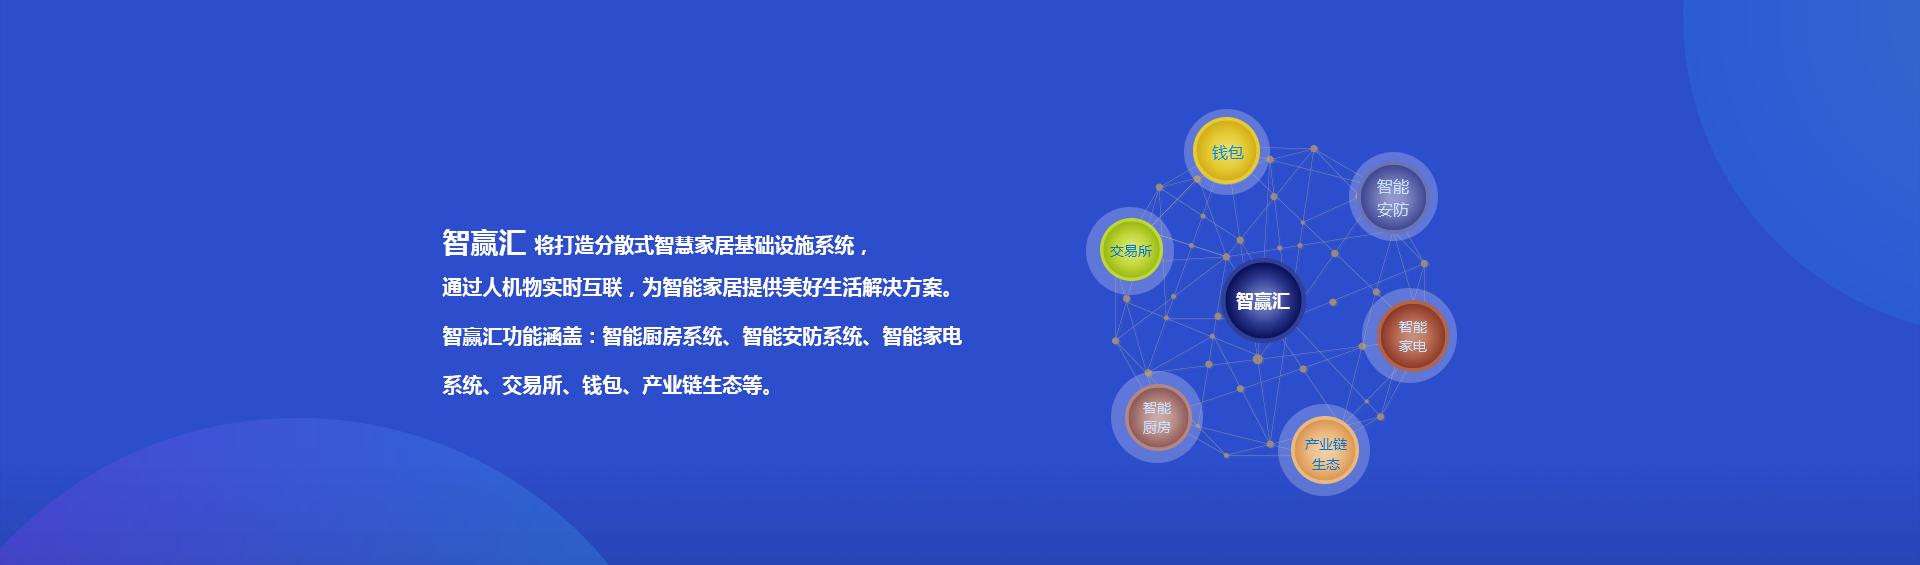 智赢汇 将打造分散式智慧家居基础设施系统，
通过人机物实时互联，为智能家居提供美好生活解决方案。
智赢汇功能涵盖：智能厨房系统、智能安防系统、智能家电
系统、交易所、钱包、产业链生态等。
钱包
智能
安防
交易所
智赢汇
智能
家电
智能
厨房
产业链
生态